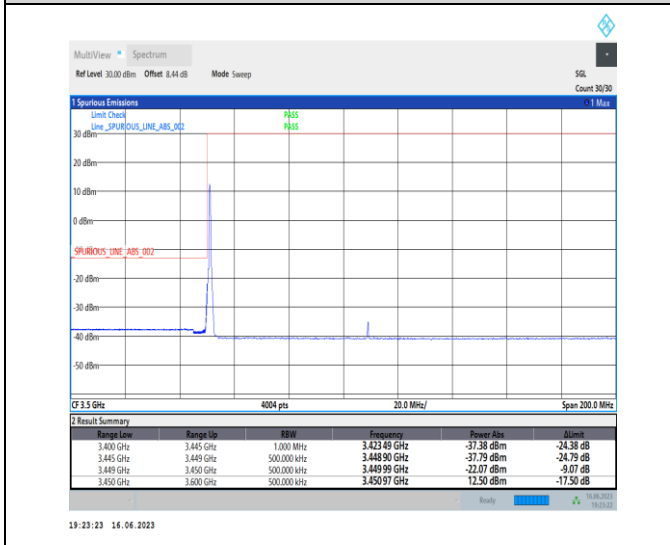 MultiView Spectrum
Ref Level 30.00 dBm Offset 8.44 dB Mode Sweep SGL
Count 30/30
1 Spurious Emissions 1 Max
Limit Check PASS
Line _SPURIOUS_LINE_ABS_002 PASS
30 dBm
20 dBm
10 dBm
0 dBm
SPURIOUS_LINE_ABS_002
-20 dBm
-30 dBm
-40 dBm
-50 dBm
CF 3.5 GHz 4004 pts 20.0 MHz/ Span 200.0 MHz
2 Result Summary
Range Low Range Up RBW Frequency Power Abs ΔLimit
3.400 GHz 3.445 GHz 1.000 MHz 3.423 49 GHz -37.38 dBm -24.38 dB
3.445 GHz 3.449 GHz 500.000 kHz 3.448 90 GHz -37.79 dBm -24.79 dB
3.449 GHz 3.450 GHz 500.000 kHz 3.449 99 GHz -22.07 dBm -9.07 dB
3.450 GHz 3.600 GHz 500.000 kHz 3.450 97 GHz 12.50 dBm -17.50 dB
Ready 16.06.2023
19:23:22
19:23:23 16.06.2023